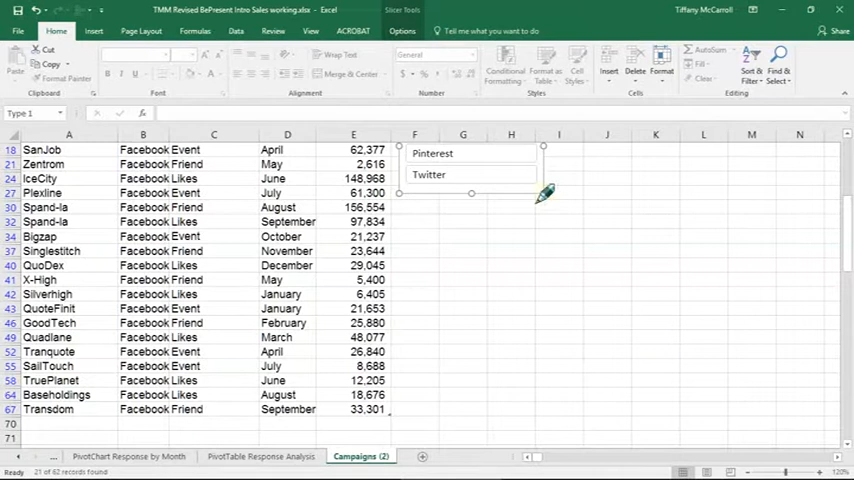 TMM Revised BePresent Intro Sales working.xlsx - Excel
Slicer Tools
Tiffany McCarroll
File Home Insert Page Layout Formulas Data Review View ACROBAT Options Tell me what you want to do Share
Cut
Copy
Format Painter
Paste
Clipboard
B I U
Font
Wrap Text
Merge & Center
Alignment
General
$ % ,
Number
Conditional Formatting
Format as Table
Cell Styles
Styles
Insert Delete Format
Cells
AutoSum
Fill
Clear
Sort & Filter
Find & Select
Editing
Type 1 fx
A B C D E F G H I J K L M N
18 SanJob Facebook Event April 62,377
21 Zentrom Facebook Friend May 2,616
24 IceCity Facebook Likes June 148,968
27 Plexline Facebook Event July 61,300
30 Spand-la Facebook Friend August 156,554
32 Spand-la Facebook Likes September 97,834
34 Bigzap Facebook Event October 21,237
37 Singlestitch Facebook Friend November 23,644
40 QuoDex Facebook Likes December 29,045
41 X-High Facebook Friend May 5,400
42 Silverhigh Facebook Likes January 6,405
43 QuoteFinit Facebook Event January 21,653
46 GoodTech Facebook Friend February 25,880
49 Quadlane Facebook Likes March 48,077
52 Tranquote Facebook Event April 26,840
55 SailTouch Facebook Event July 8,688
58 TruePlanet Facebook Likes June 12,205
64 Baseholdings Facebook Likes August 18,676
67 Transdom Facebook Friend September 33,301
70
71
Pinterest
Twitter
... PivotChart Response by Month PivotTable Response Analysis Campaigns (2)
Ready 21 of 62 records found 120%